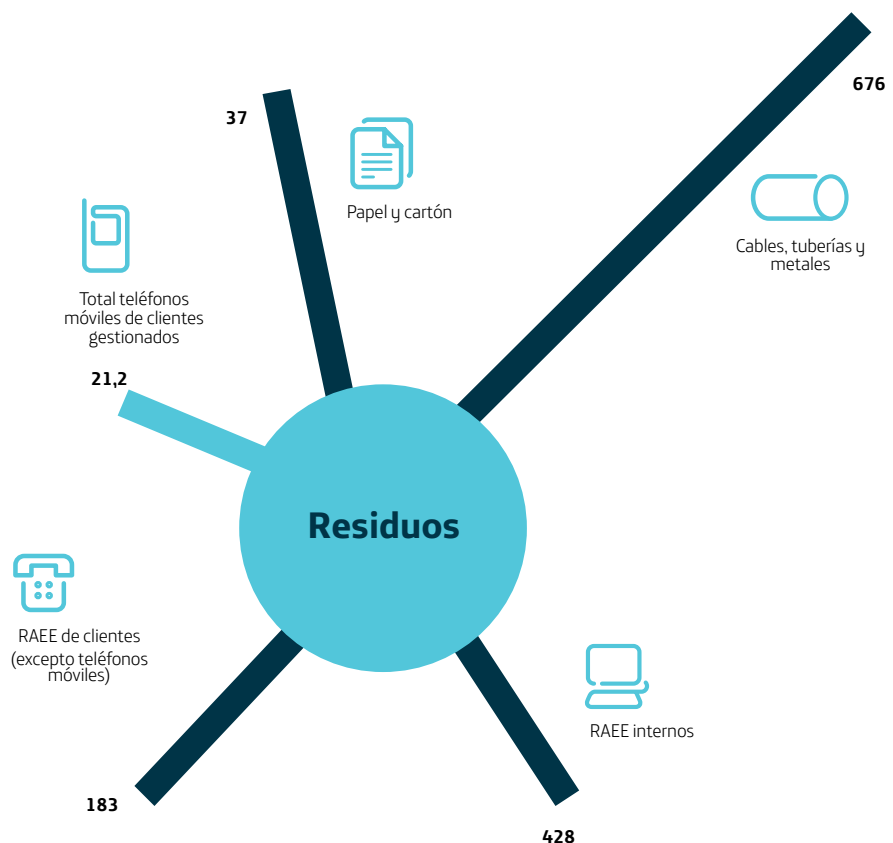 676
37
Papel y cartón
Cables, tuberías y
metales
Total teléfonos
móviles de clientes
gestionados
21,2
Residuos
RAEE de clientes
(excepto teléfonos
móviles)
RAEE internos
183
428